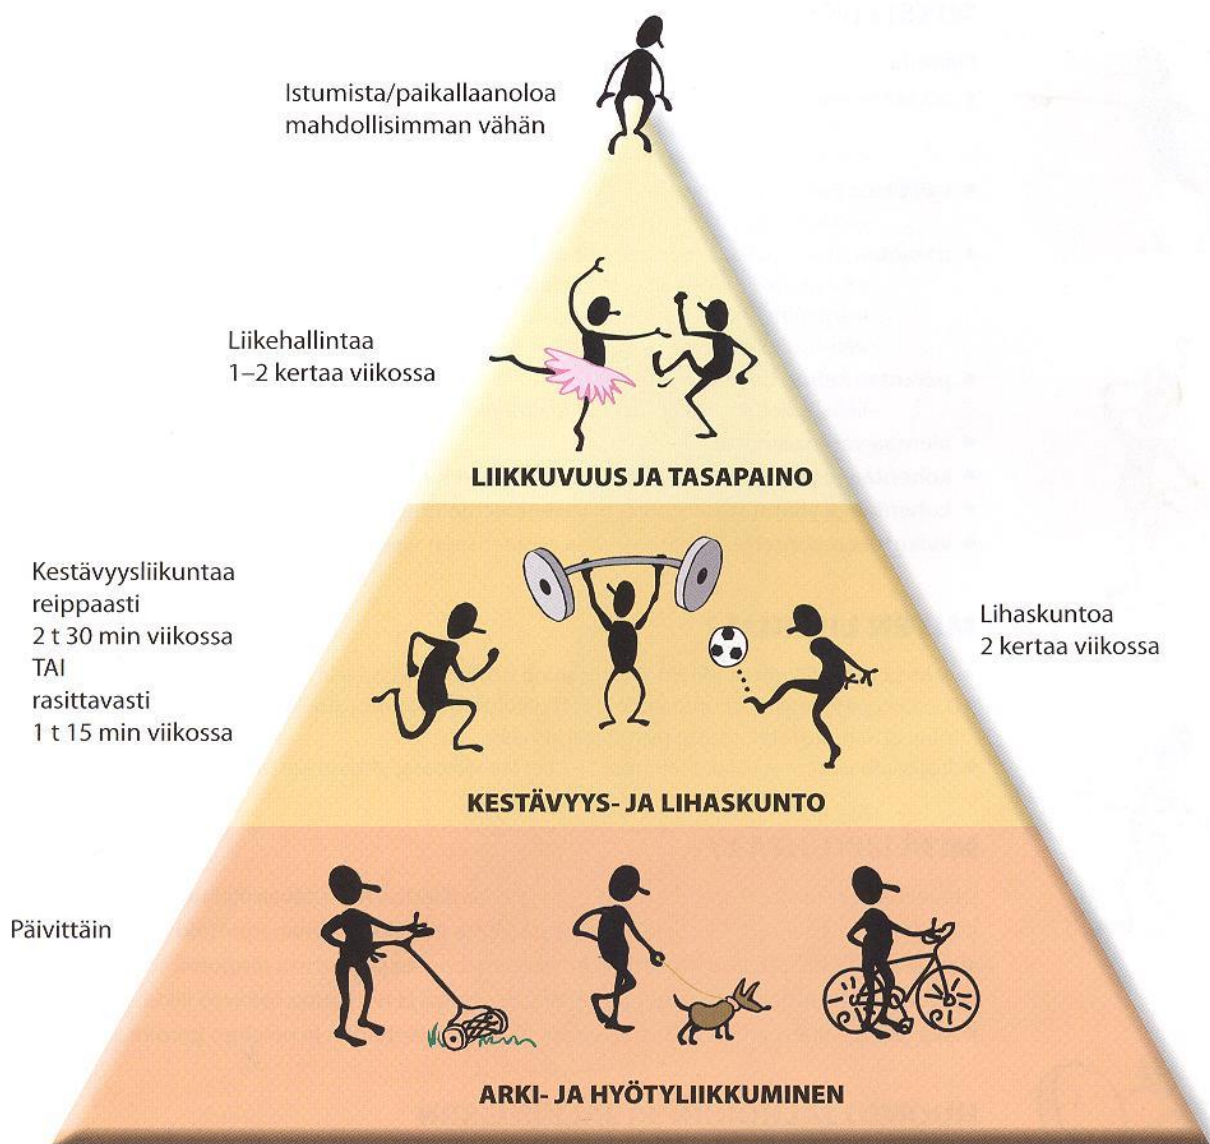 Istumista/paikallaanoloa
mahdollisimman vähän
Liikehallintaa
1–2 kertaa viikossa
LIIKKUVUUS JA TASAPAINO
Kestävyysliikuntaa
reippaasti
2 t 30 min viikossa
TAI
rasittavasti
1 t 15 min viikossa
Lihaskuntoa
2 kertaa viikossa
KESTÄVYYS- JA LIHASKUNTO
Päivittäin
ARKI- JA HYÖTYLIIKKUMINEN